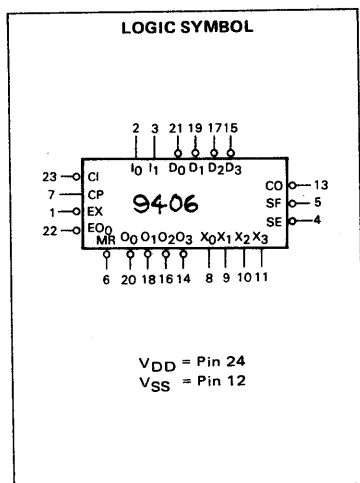 LOGIC SYMBOL
2 3 21 19 17 15
I0 I1 D0 D1 D2 D3
23 CI
7 CP
1 EX
22 EO0
9406
CO 13
SF 5
SE 4
MR O0 O1 O2 O3 X0 X1 X2 X3
6 20 18 16 14 8 9 10 11
VDD = Pin 24
VSS = Pin 12